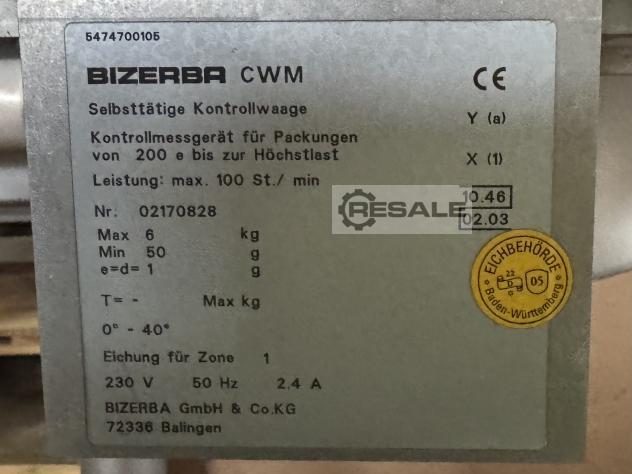 5474700105
BIZERBA CWM
CE
Selbsttätige Kontrollwaage
Y (a)
Kontrollmessgerät für Packungen
von 200 e bis zur Höchstlast
X (1)
Leistung: max. 100 St./ min
10.46
Nr. 02170828
RESALE
02.03
Max 6 kg
Min 50 g
e=d= 1 g
T= - Max kg
0° - 40°
Eichung für Zone 1
230 V 50 Hz 2.4 A
BIZERBA GmbH & Co.KG
72336 Balingen
EICHBEHÖRDE
22
D
05
Baden-Württemberg